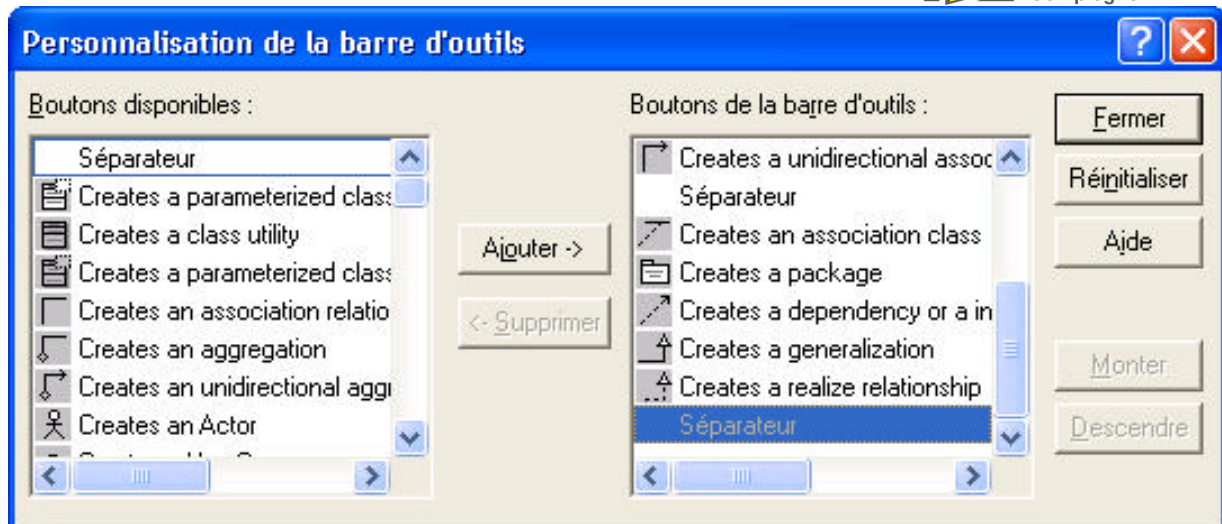 Personnalisation de la barre d'outils
Boutons disponibles :
Séparateur
Creates a parameterized class
Creates a class utility
Creates a parameterized class
Creates an association relatio
Creates an aggregation
Creates an unidirectional aggr
Creates an Actor
Ajouter ->
<- Supprimer
Boutons de la barre d'outils :
Creates a unidirectional assoc
Séparateur
Creates an association class
Creates a package
Creates a dependency or a in
Creates a generalization
Creates a realize relationship
Séparateur
Fermer
Réinitialiser
Aide
Monter
Descendre